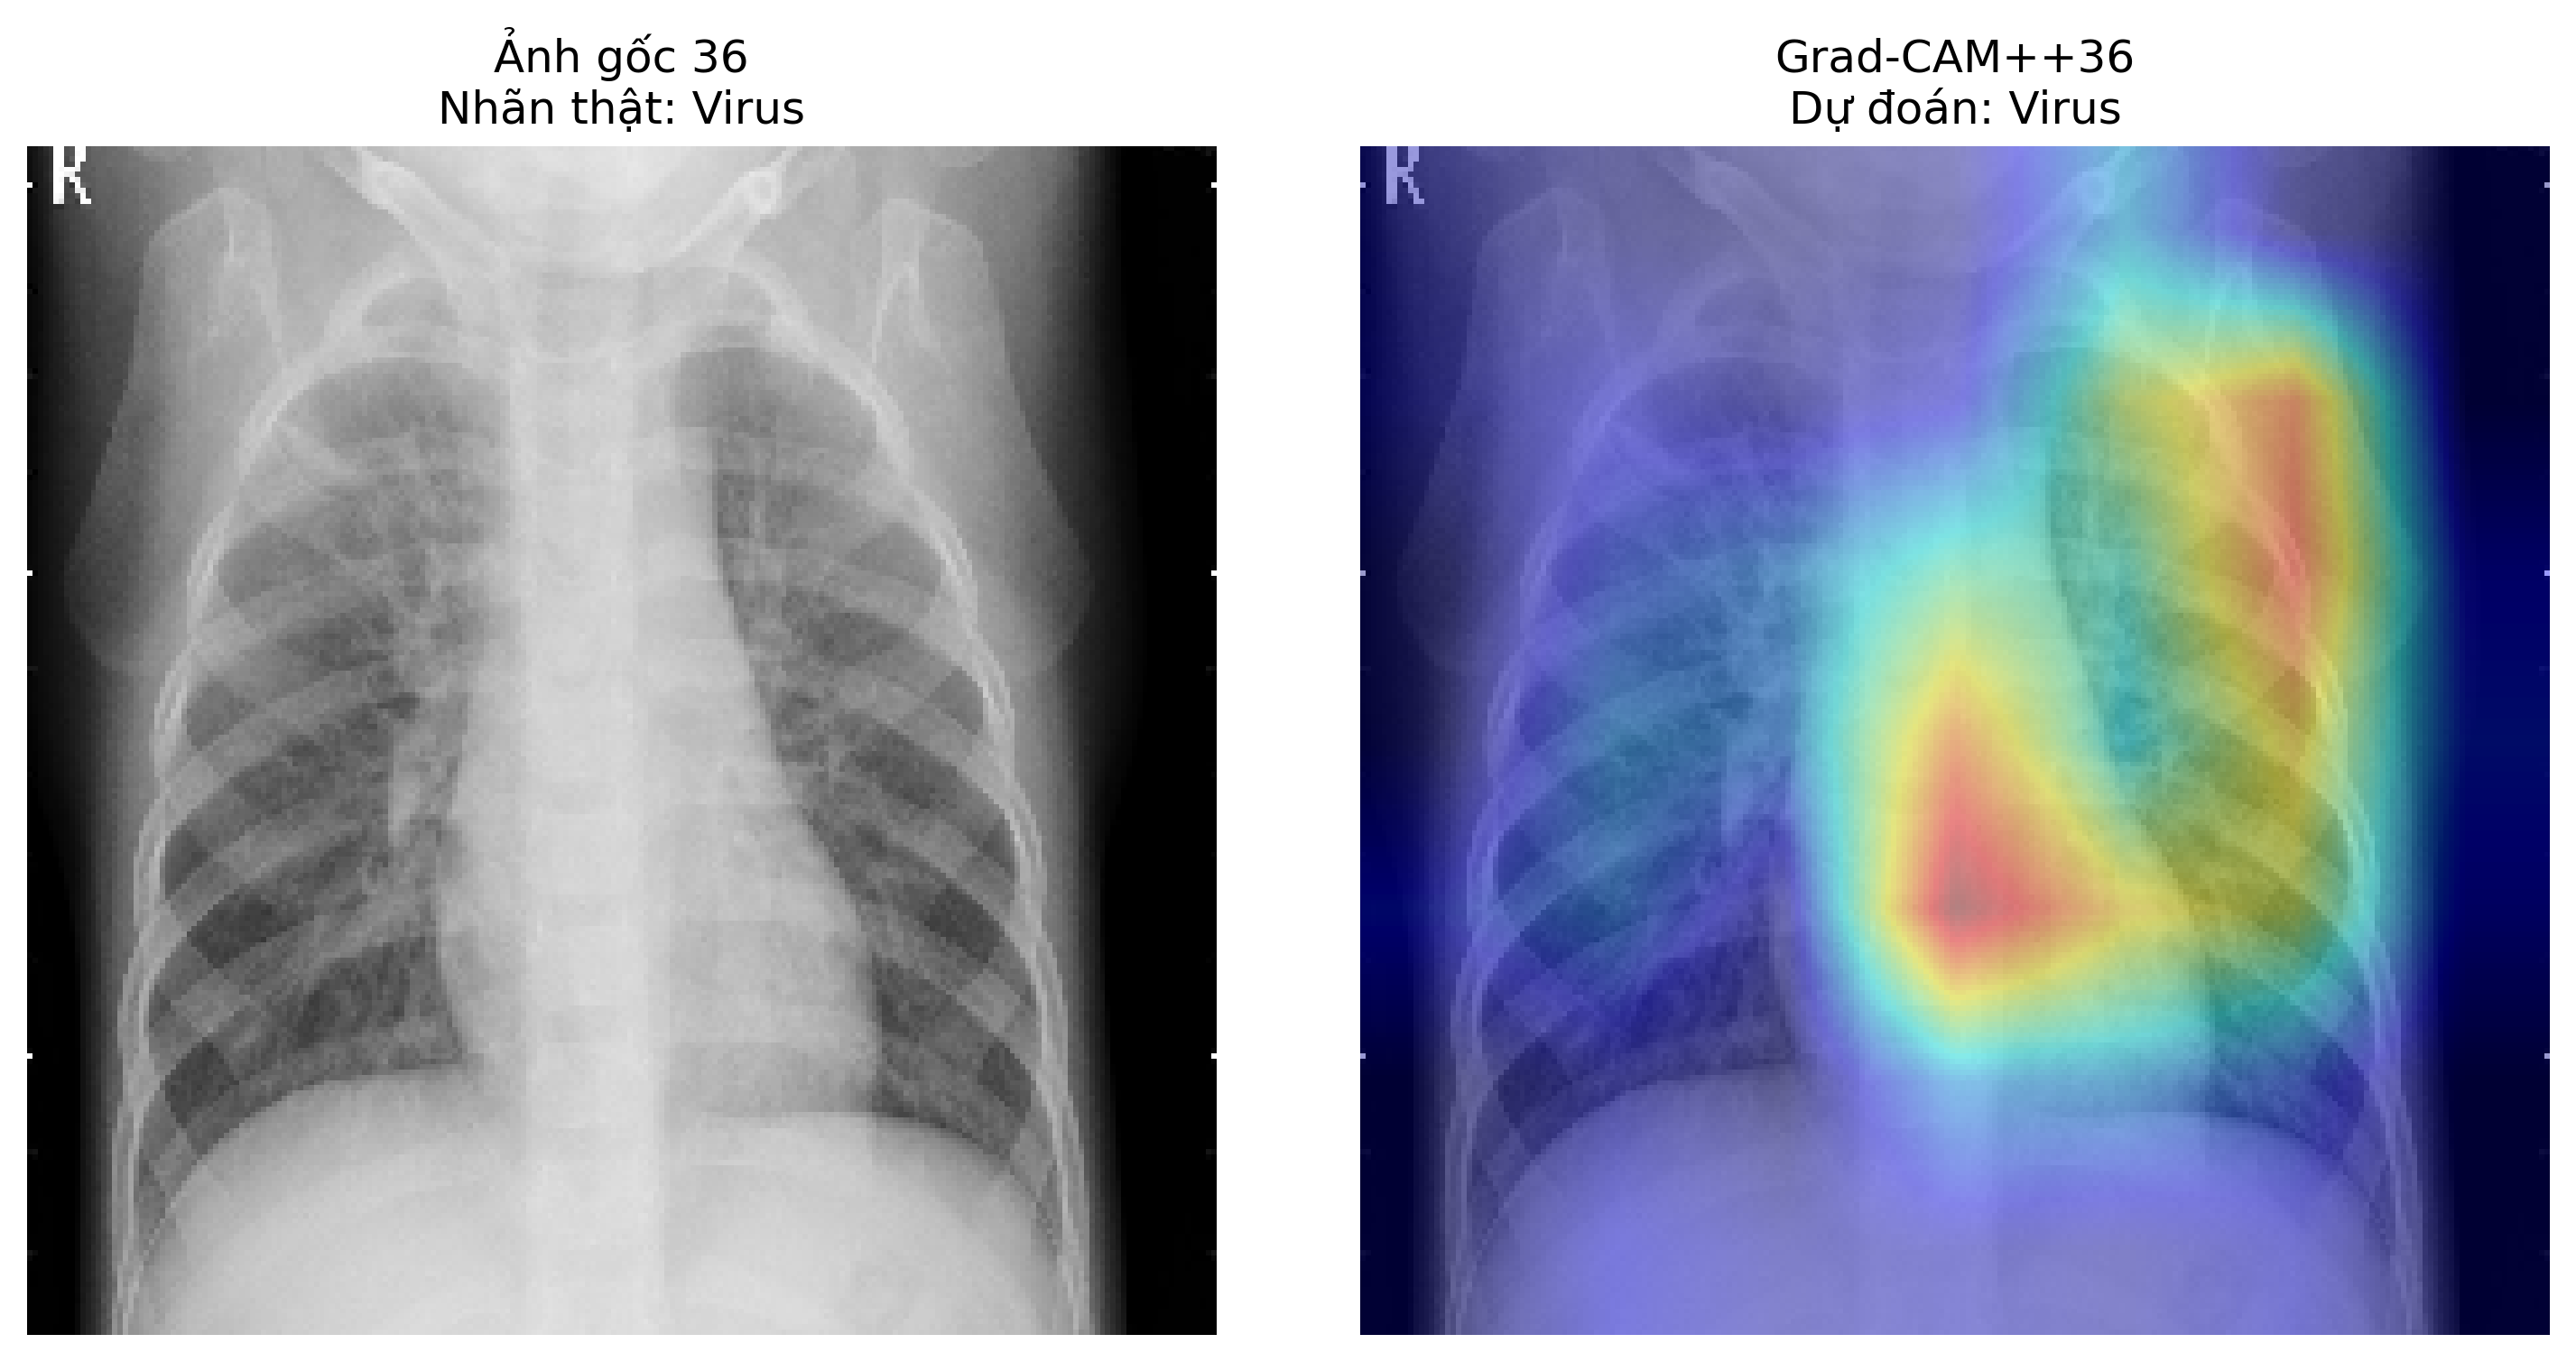 Ảnh gốc 36
Nhãn thật: Virus
R
Grad-CAM++36
Dự đoán: Virus
R